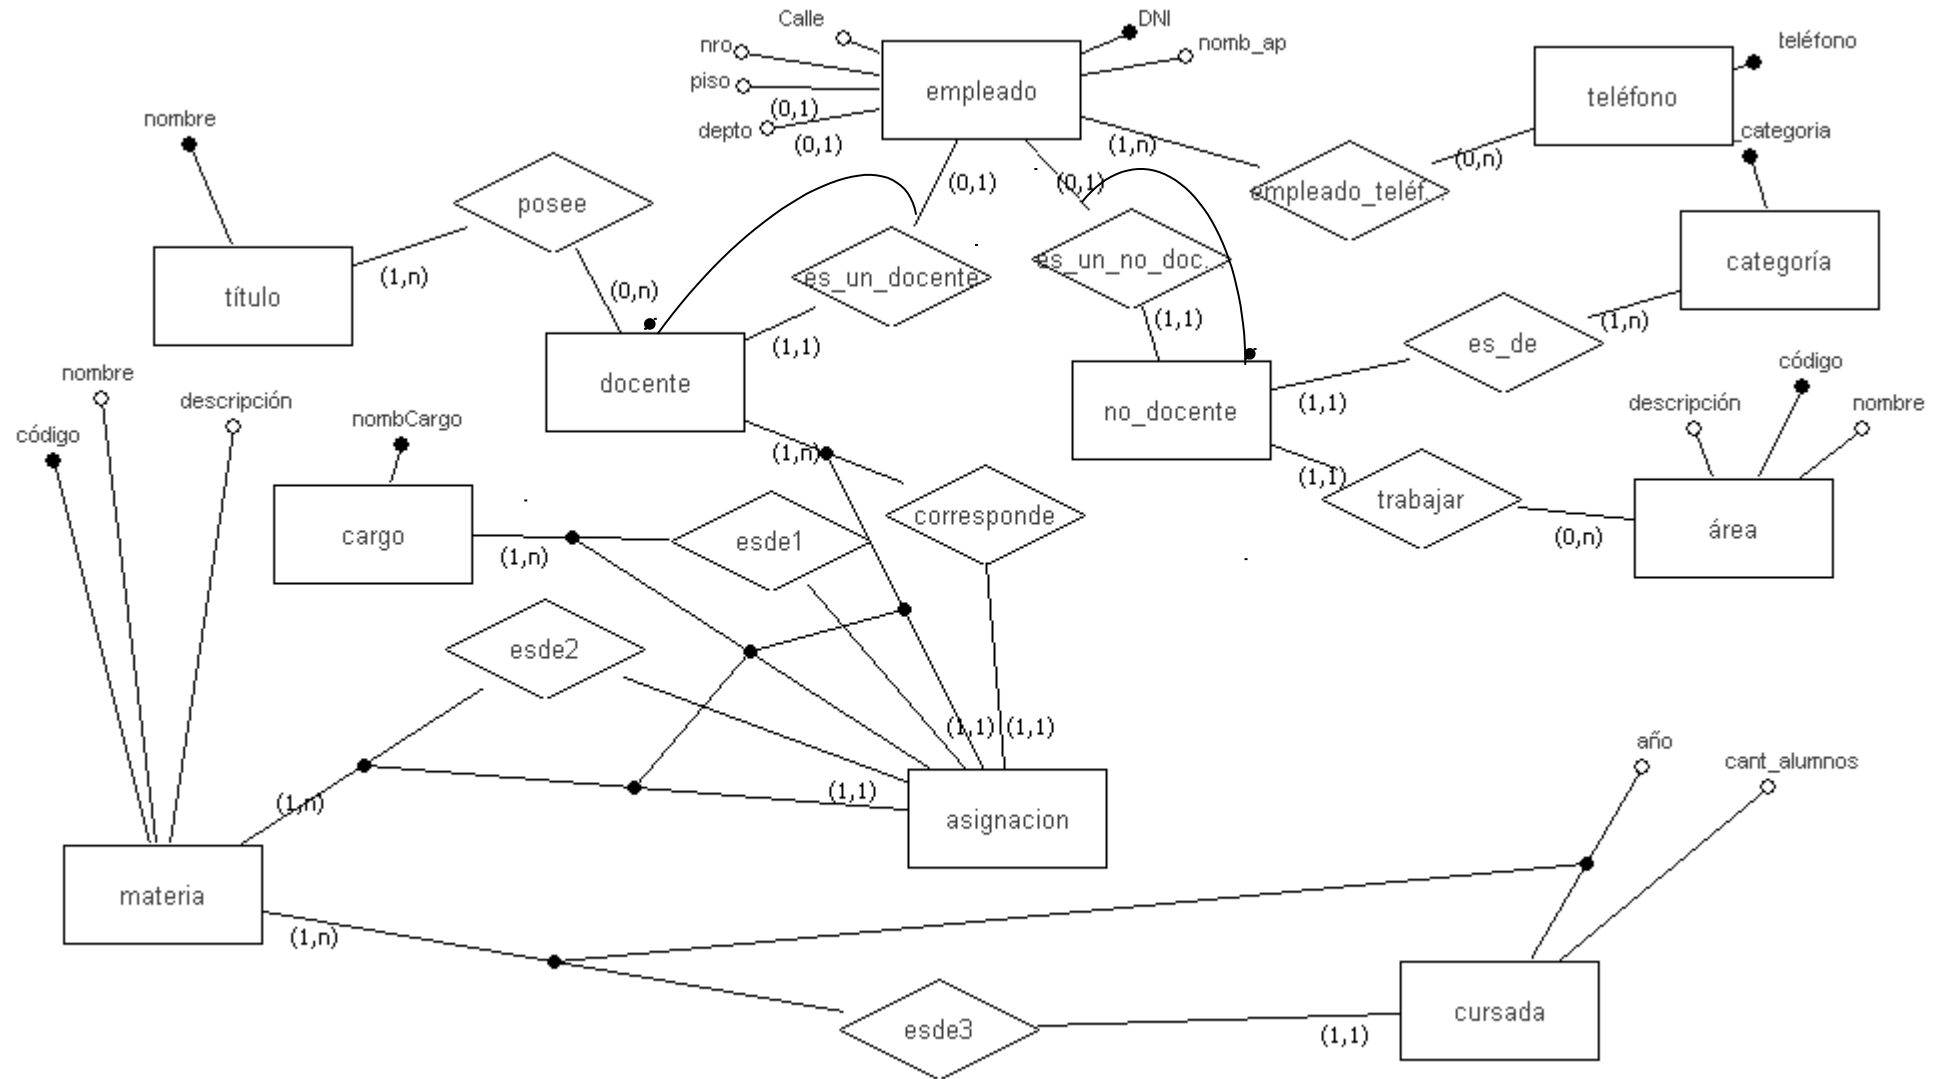 Calle
DNI
nro
nomb_ap
teléfono
piso
empleado
teléfono
(0,1)
nombre
depto
(0,1)
(1,n)
(0,n)
categoria
posee
(0,1)
(0,1)
empleado_teléf...
(1,n)
título
(0,n)
es_un_docente
es_un_no_doc...
categoría
(1,1)
(1,1)
(1,n)
es_de
nombre
descripción
docente
código
código
nombCargo
no_docente
(1,1)
descripción
nombre
(1,n)
(1,1)
trabajar
cargo
(1,n)
esde1
corresponde
(0,n)
área
esde2
(1,1)
(1,1)
año
cant_alumnos
(1,n)
(1,1)
asignacion
materia
(1,n)
esde3
(1,1)
cursada